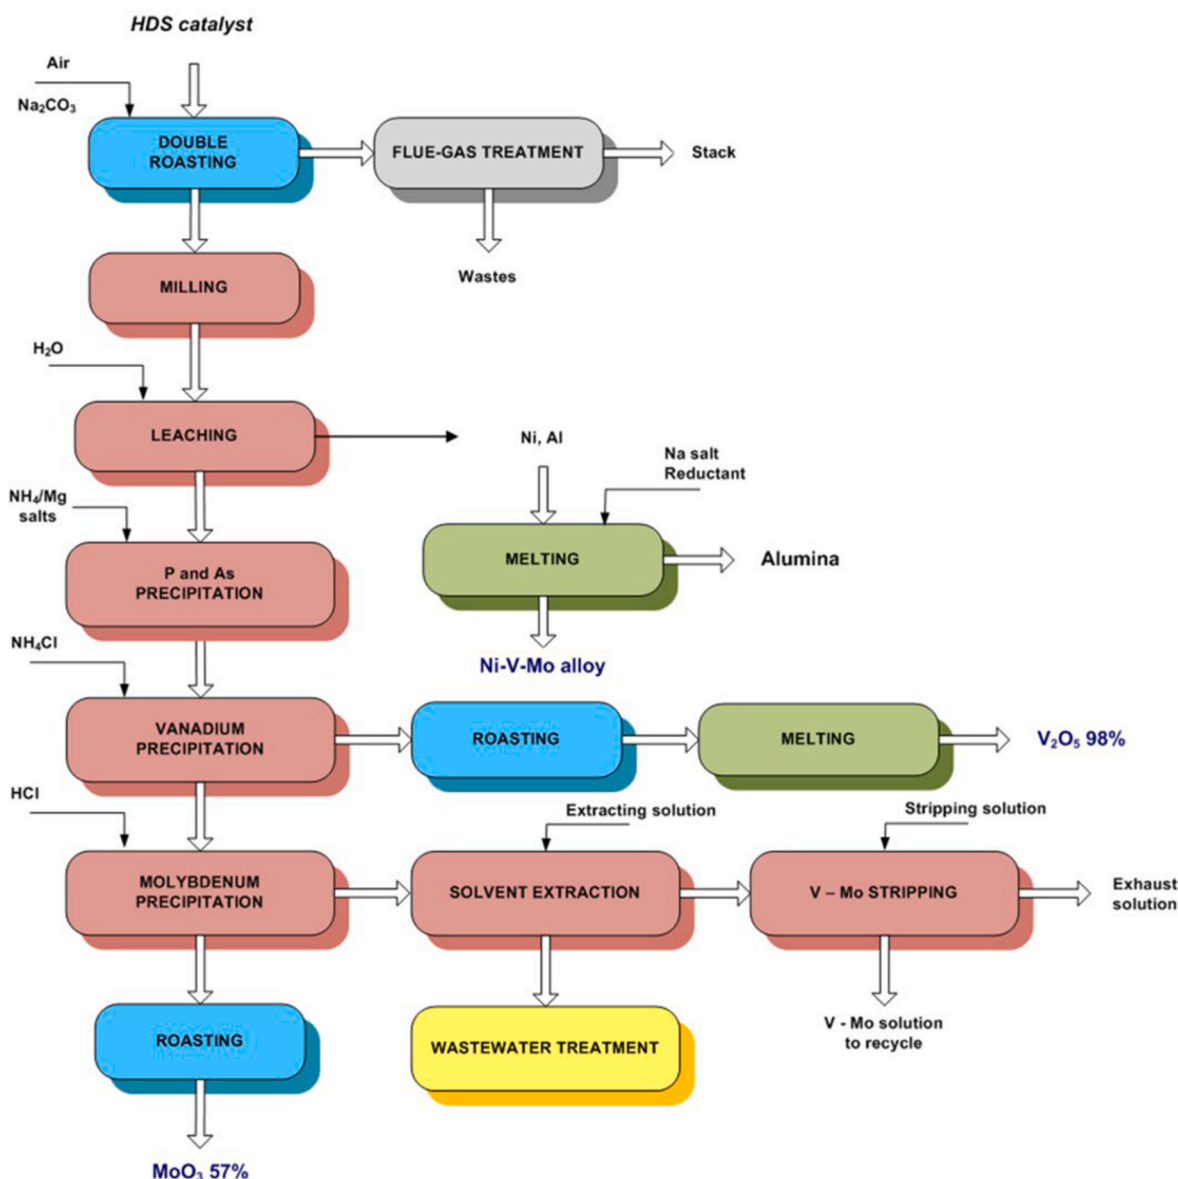 HDS catalyst
Air
Na₂CO₃
DOUBLE
ROASTING
FLUE-GAS TREATMENT
Stack
Wastes
MILLING
H₂O
LEACHING
Ni, Al
Na salt
Reductant
NH₄/Mg
salts
P and As
PRECIPITATION
MELTING
Alumina
Ni-V-Mo alloy
NH₄Cl
VANADIUM
PRECIPITATION
ROASTING
MELTING
V₂O₅ 98%
HCl
Extracting solution
Stripping solution
MOLYBDENUM
PRECIPITATION
SOLVENT EXTRACTION
V – Mo STRIPPING
Exhaust
solution
ROASTING
WASTEWATER TREATMENT
V - Mo solution
to recycle
MoO₃ 57%